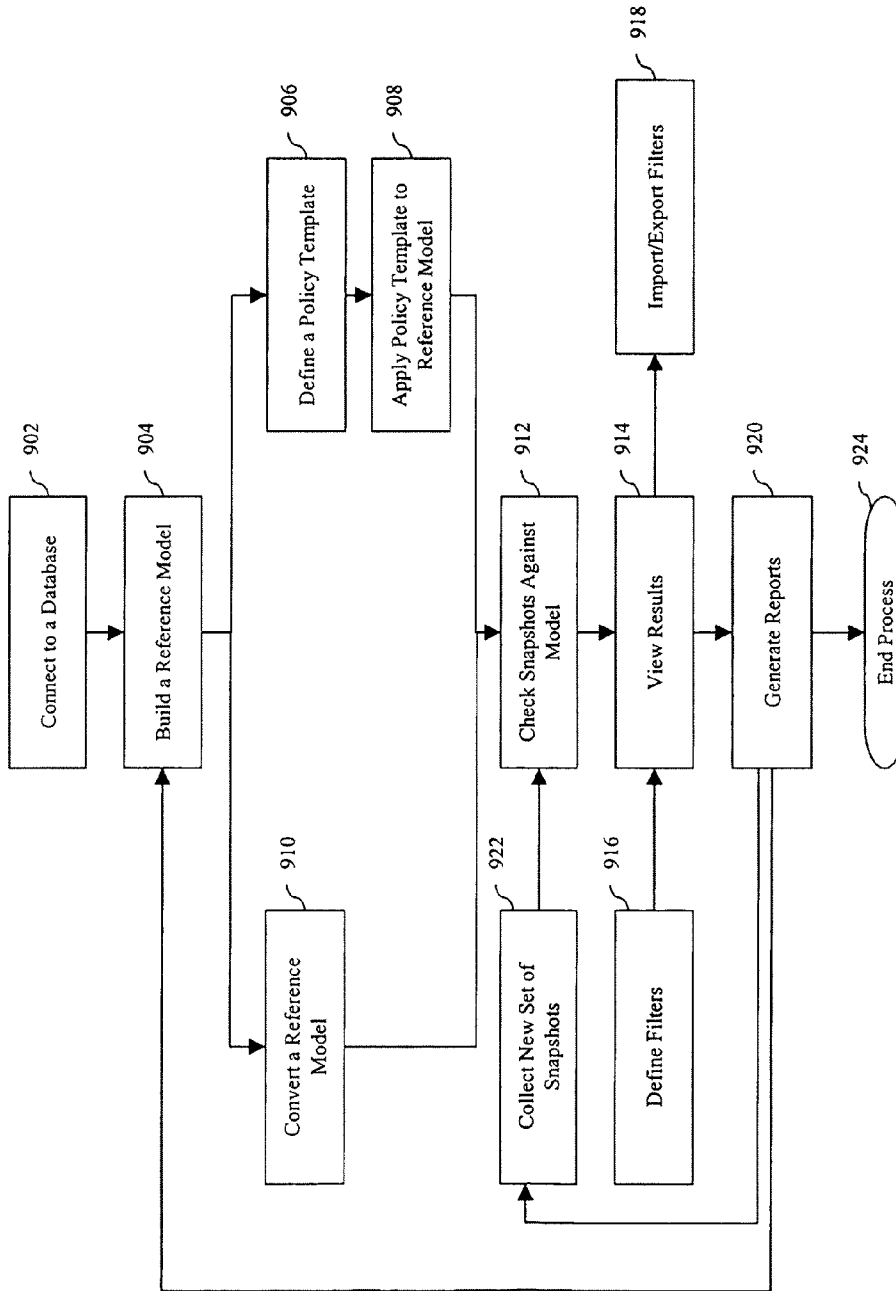 902
Connect to a Database
904
Build a Reference Model
906
Define a Policy Template
908
Apply Policy Template to
Reference Model
910
Convert a Reference
Model
912
Check Snapshots Against
Model
922
Collect New Set of
Snapshots
914
View Results
916
Define Filters
918
Import/Export Filters
920
Generate Reports
924
End Process